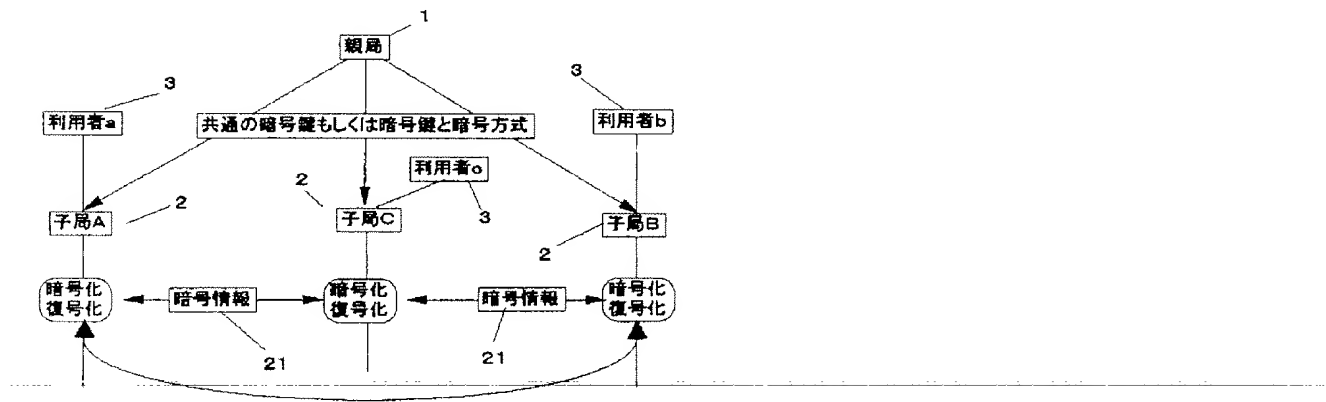 1
親局
3
3
利用者a
共通の暗号鍵もしくは暗号鍵と暗号方式
利用者b
利用者c
2
2
3
子局A
子局C
子局B
2
暗号化
復号化
暗号情報
暗号化
復号化
暗号情報
暗号化
復号化
21
21